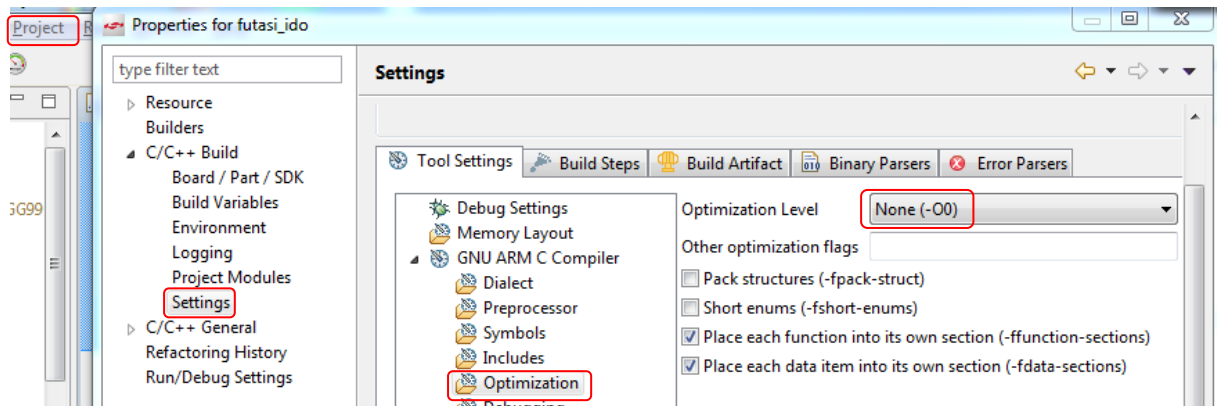 Project
Properties for futasi_ido
type filter text
Settings
Resource
Builders
C/C++ Build
Board / Part / SDK
Build Variables
Environment
Logging
Project Modules
Settings
C/C++ General
Refactoring History
Run/Debug Settings
GG99
Tool Settings
Build Steps
Build Artifact
Binary Parsers
Error Parsers
Debug Settings
Memory Layout
GNU ARM C Compiler
Dialect
Preprocessor
Symbols
Includes
Optimization
Debugging
Optimization Level
None (-O0)
Other optimization flags
Pack structures (-fpack-struct)
Short enums (-fshort-enums)
Place each function into its own section (-ffunction-sections)
Place each data item into its own section (-fdata-sections)